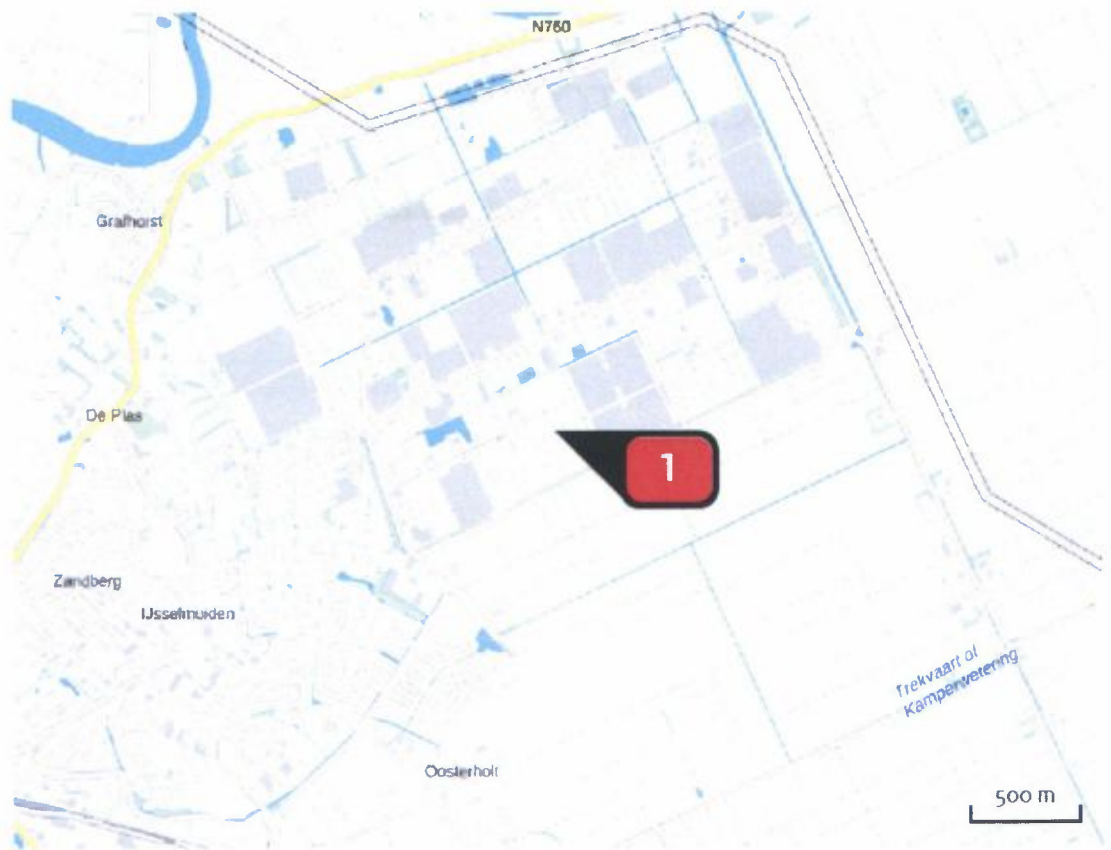 N760
Grafhorst
De Plas
1
Zandberg
IJsselmuiden
Trekvaart of
Kamperwetering
Oosterholt
500 m